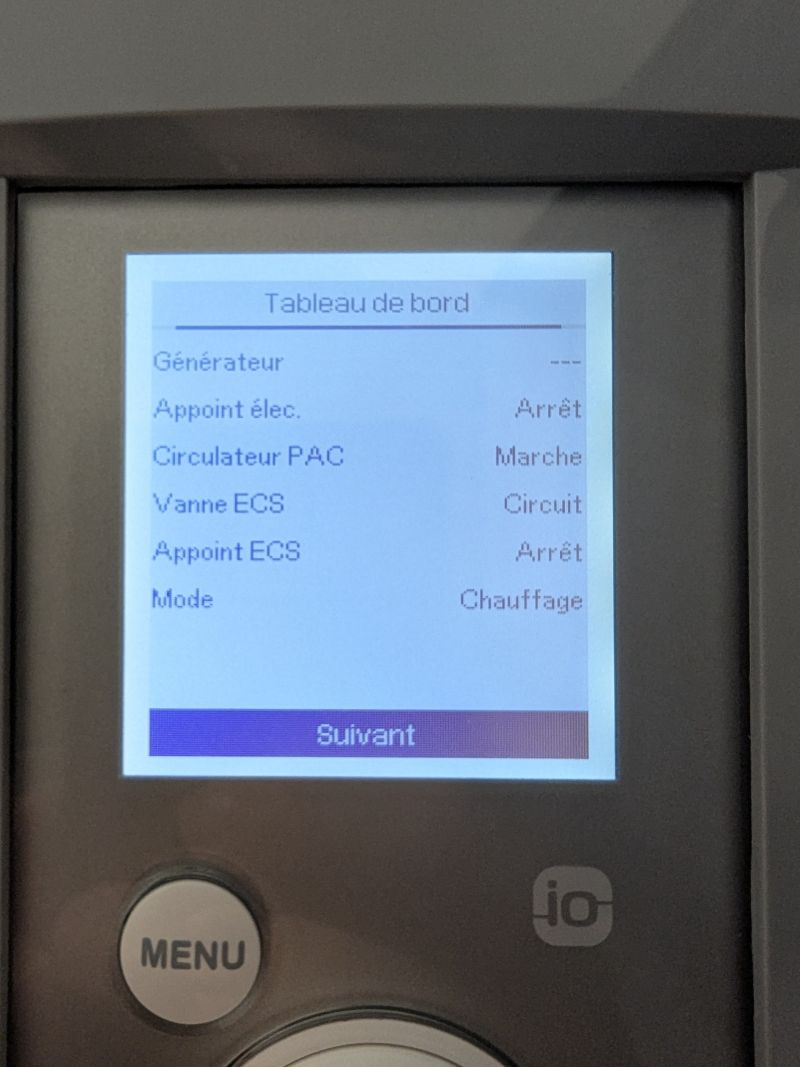 Tableau de bord
Générateur ---
Appoint élec. Arrêt
Circulateur PAC Marche
Vanne ECS Circuit
Appoint ECS Arrêt
Mode Chauffage
Suivant
io
MENU